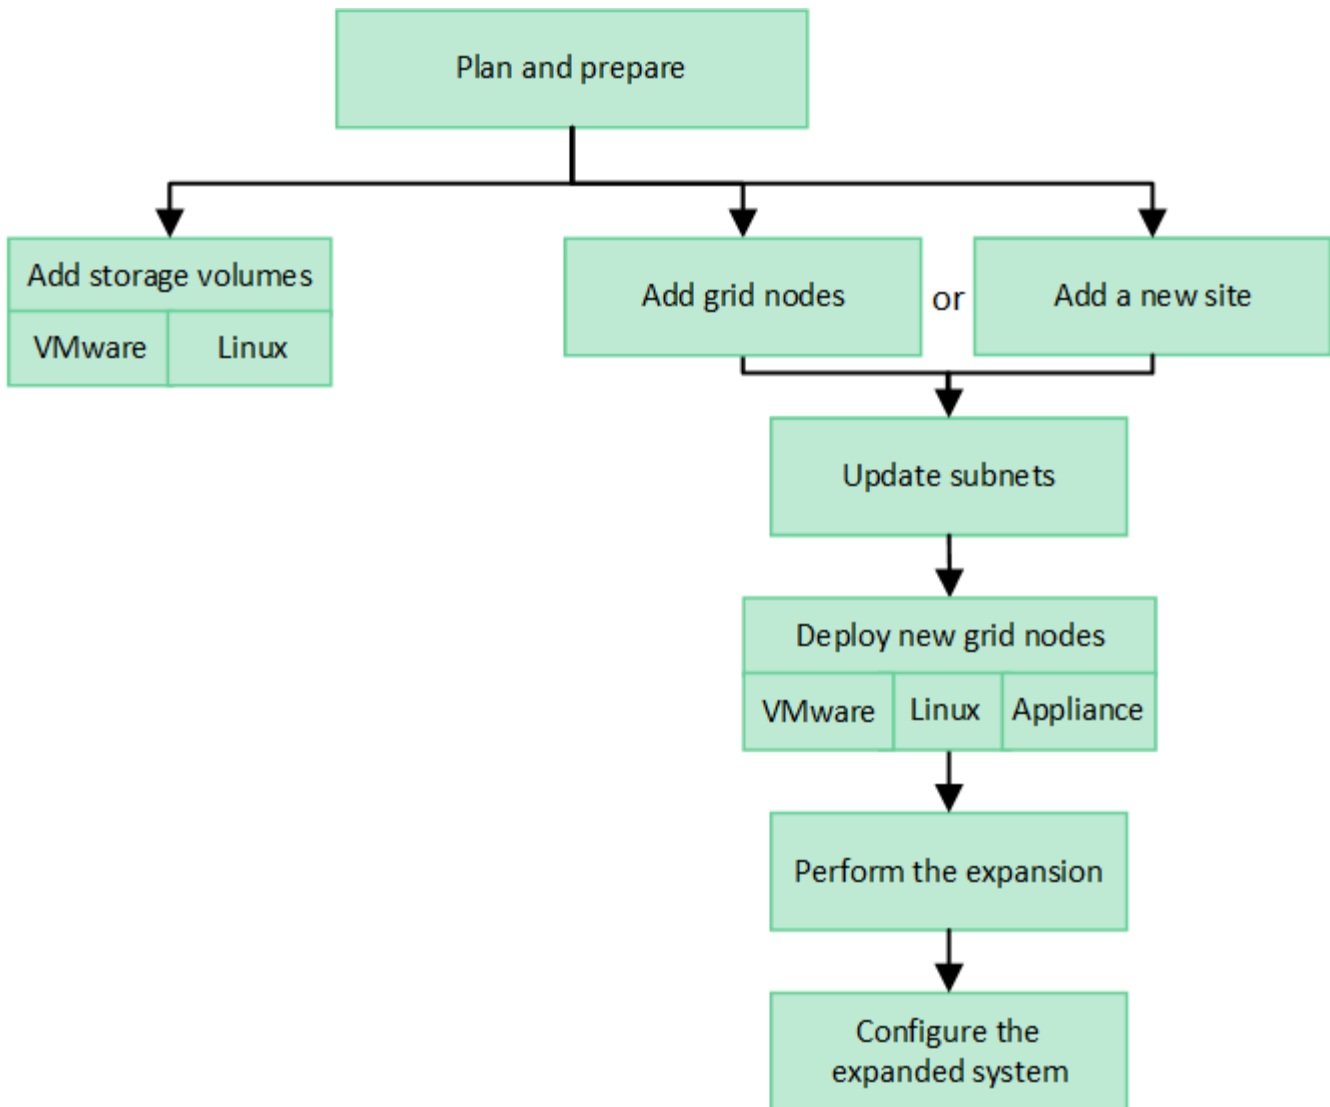 Plan and prepare
Add storage volumes
VMware
Linux
Add grid nodes
or
Add a new site
Update subnets
Deploy new grid nodes
VMware
Linux
Appliance
Perform the expansion
Configure the
expanded system